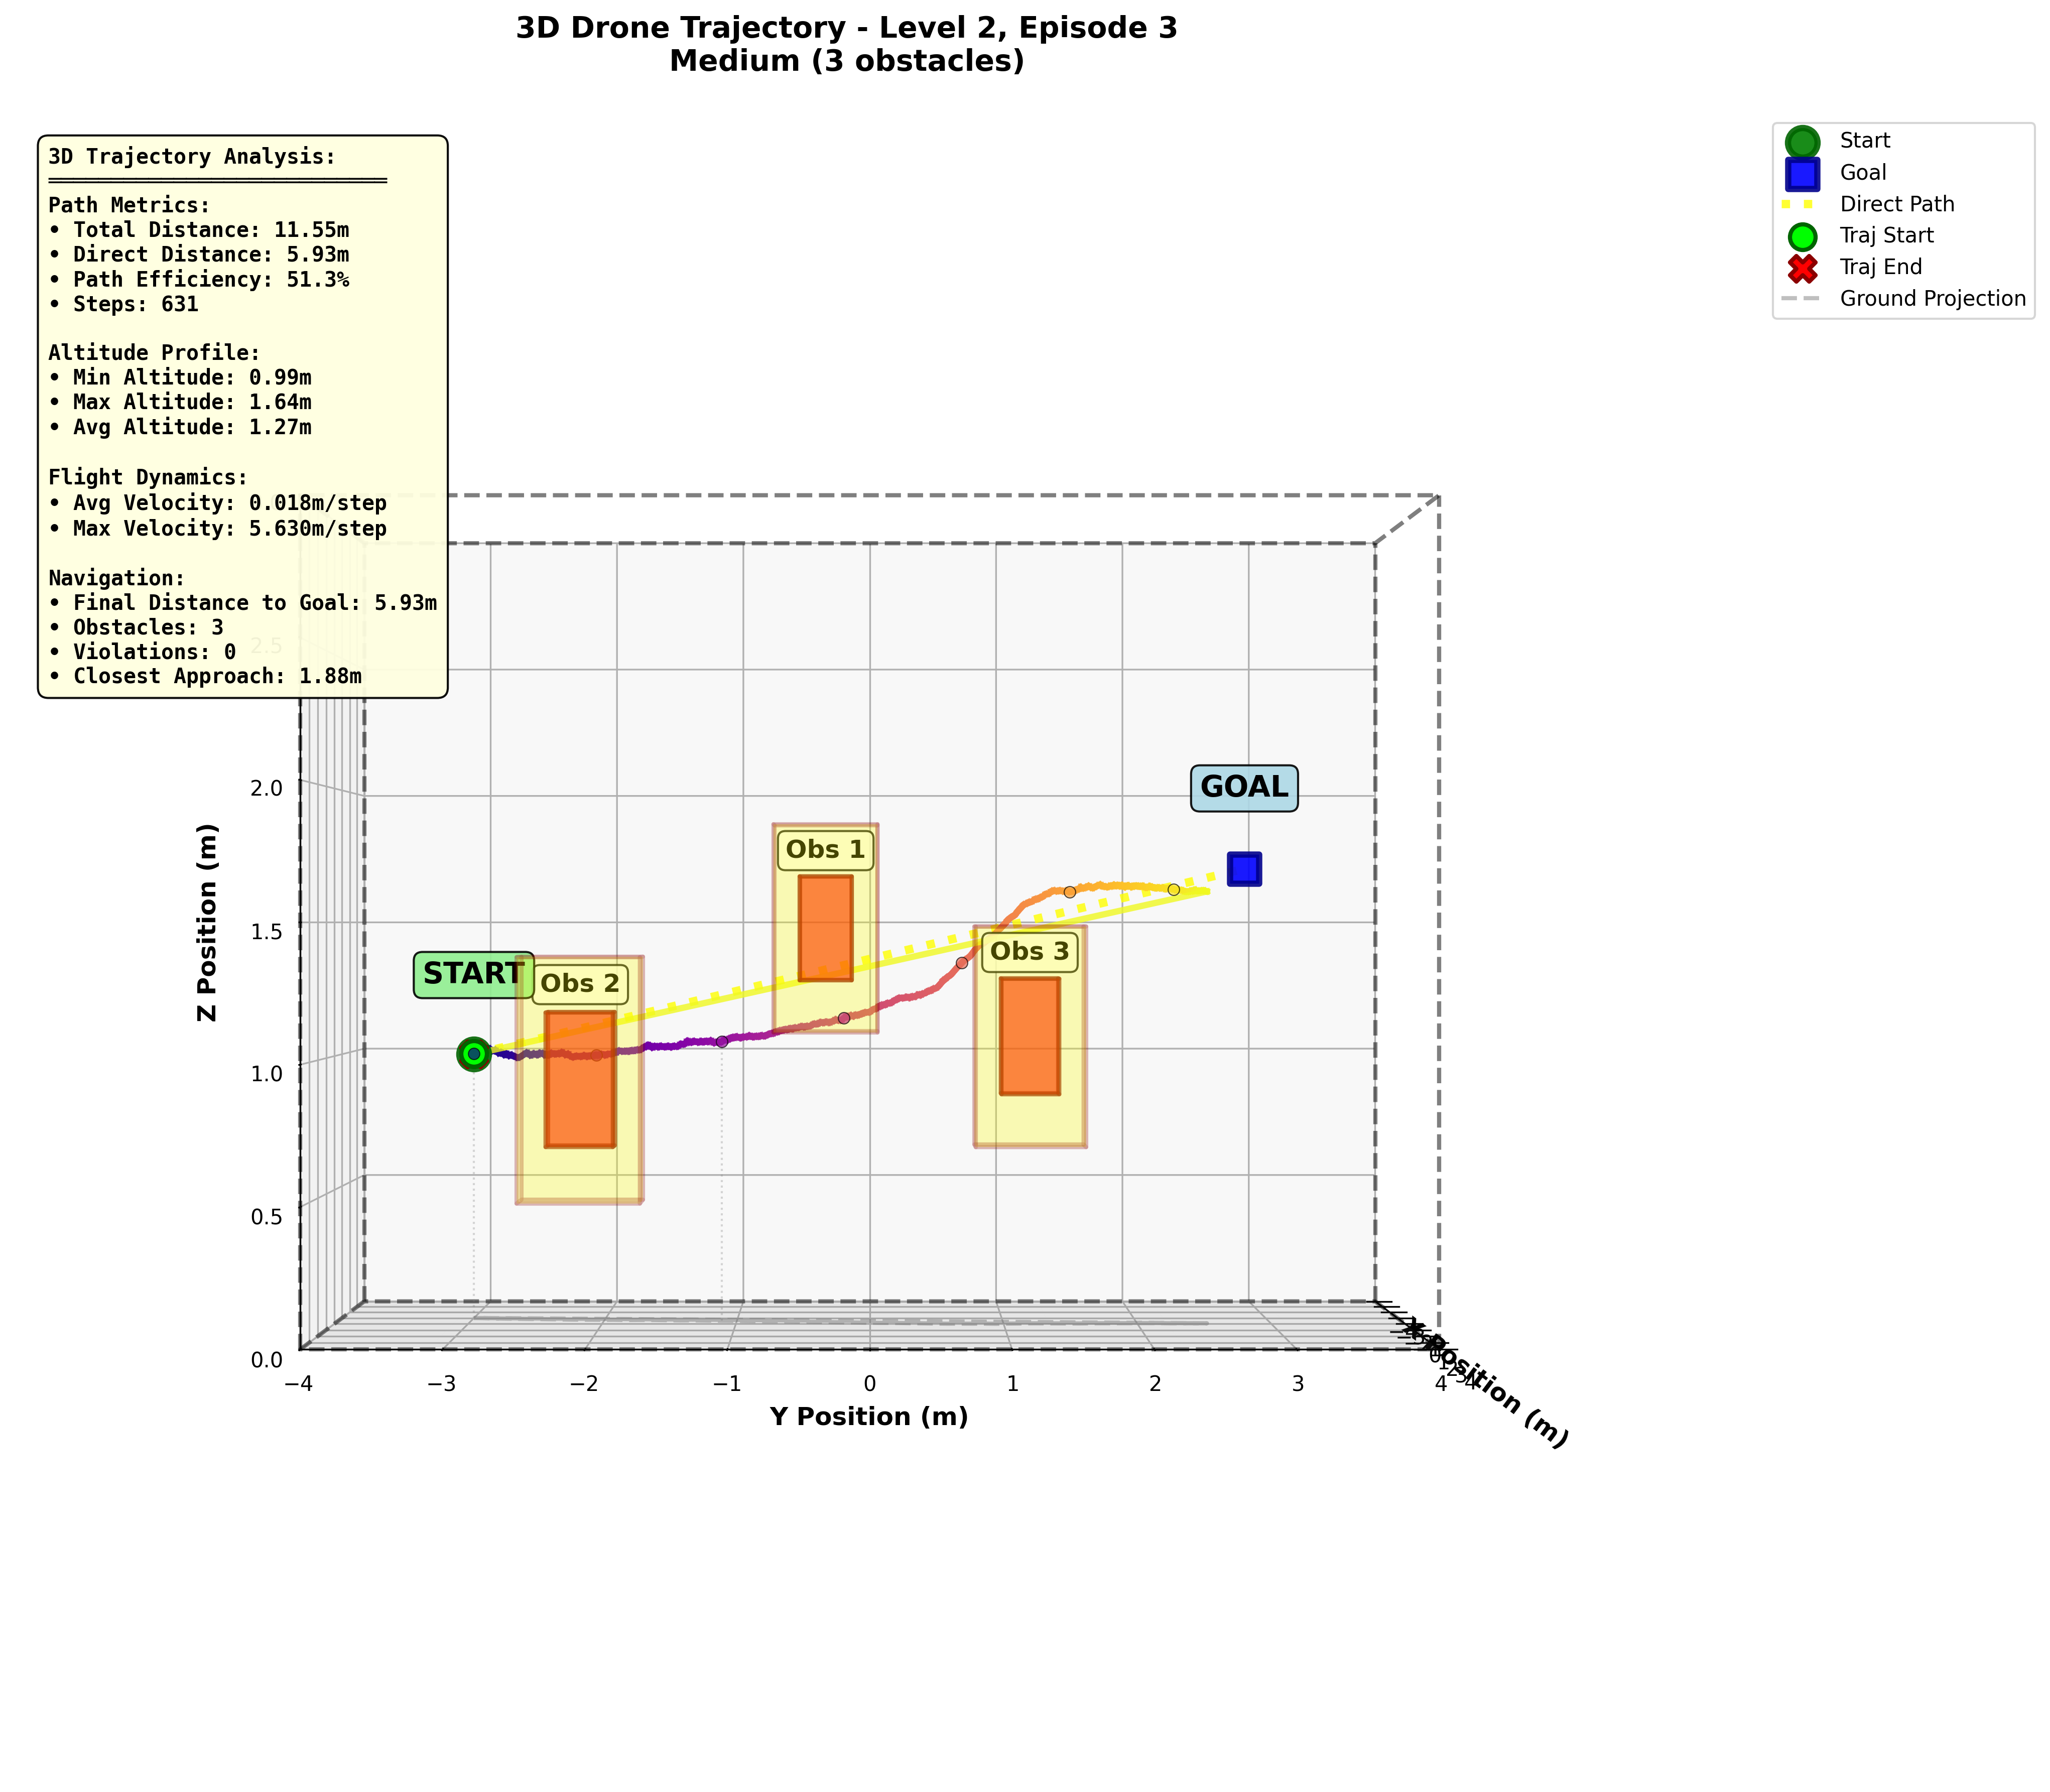 3D Drone Trajectory - Level 2, Episode 3
Medium (3 obstacles)
3D Trajectory Analysis:
Path Metrics:
• Total Distance: 11.55m
• Direct Distance: 5.93m
• Path Efficiency: 51.3%
• Steps: 631
Altitude Profile:
• Min Altitude: 0.99m
• Max Altitude: 1.64m
• Avg Altitude: 1.27m
Flight Dynamics:
• Avg Velocity: 0.018m/step
• Max Velocity: 5.630m/step
Navigation:
• Final Distance to Goal: 5.93m
• Obstacles: 3
• Violations: 0
• Closest Approach: 1.88m
Start
Goal
Direct Path
Traj Start
Traj End
Ground Projection
GOAL
Obs 1
Obs 3
START
Obs 2
2.5
2.0
1.5
1.0
0.5
0.0
Z Position (m)
−4
−3
−2
−1
0
1
2
3
4
Y Position (m)
X Position (m)